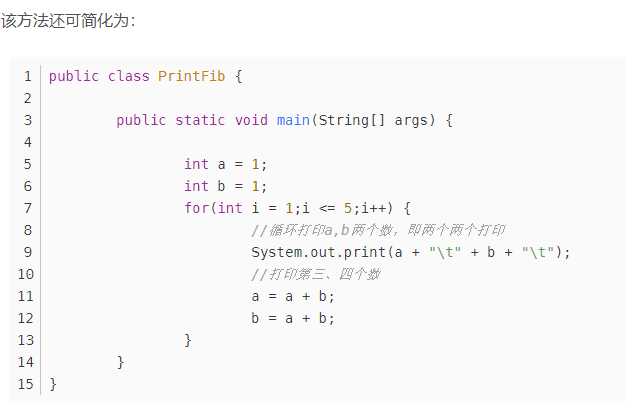 该方法还可简化为：
1 public class PrintFib {
2
3 public static void main(String[] args) {
4
5 int a = 1;
6 int b = 1;
7 for(int i = 1;i <= 5;i++) {
8 //循环打印a,b两个数，即两个两个打印
9 System.out.print(a + "\t" + b + "\t");
10 //打印第三、四个数
11 a = a + b;
12 b = a + b;
13 }
14 }
15 }